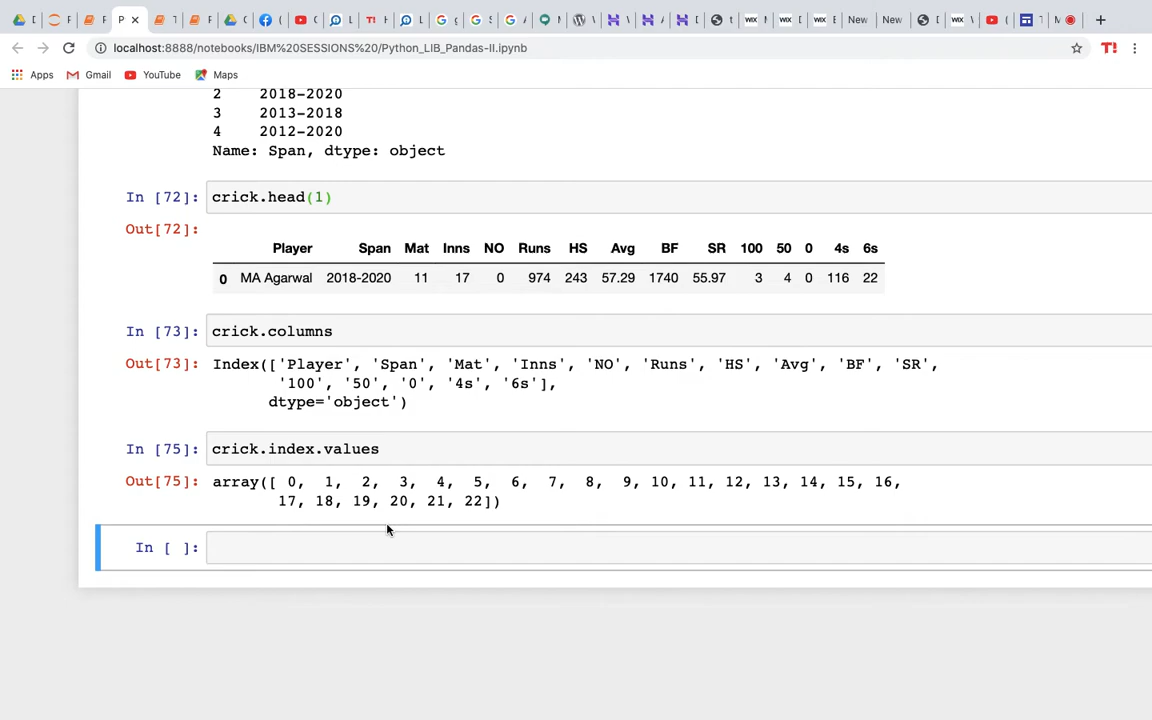 P
T
P
C
F
C
L
T! H
L
g
S
A
M
V
V
A
D
t
M
D
E
New
New
D
V
(
T
M
localhost:8888/notebooks/IBM%20SESSIONS%20/Python_LIB_Pandas-II.ipynb
T!
Apps Gmail YouTube Maps
2 2018-2020
3 2013-2018
4 2012-2020
Name: Span, dtype: object
In [72]: crick.head(1)
Out[72]:
Player Span Mat Inns NO Runs HS Avg BF SR 100 50 0 4s 6s
0 MA Agarwal 2018-2020 11 17 0 974 243 57.29 1740 55.97 3 4 0 116 22
In [73]: crick.columns
Out[73]: Index(['Player', 'Span', 'Mat', 'Inns', 'NO', 'Runs', 'HS', 'Avg', 'BF', 'SR',
'100', '50', '0', '4s', '6s'],
dtype='object')
In [75]: crick.index.values
Out[75]: array([ 0, 1, 2, 3, 4, 5, 6, 7, 8, 9, 10, 11, 12, 13, 14, 15, 16,
17, 18, 19, 20, 21, 22])
In [ ]: